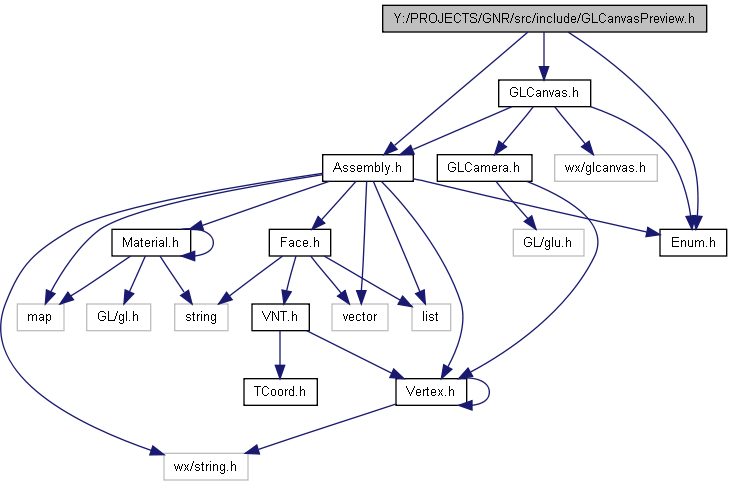 Y:/PROJECTS/GNR/src/include/GLCanvasPreview.h
GLCanvas.h
Assembly.h
GLCamera.h
wx/glcanvas.h
Material.h
Face.h
GL/glu.h
Enum.h
map
GL/gl.h
string
VNT.h
vector
list
TCoord.h
Vertex.h
wx/string.h